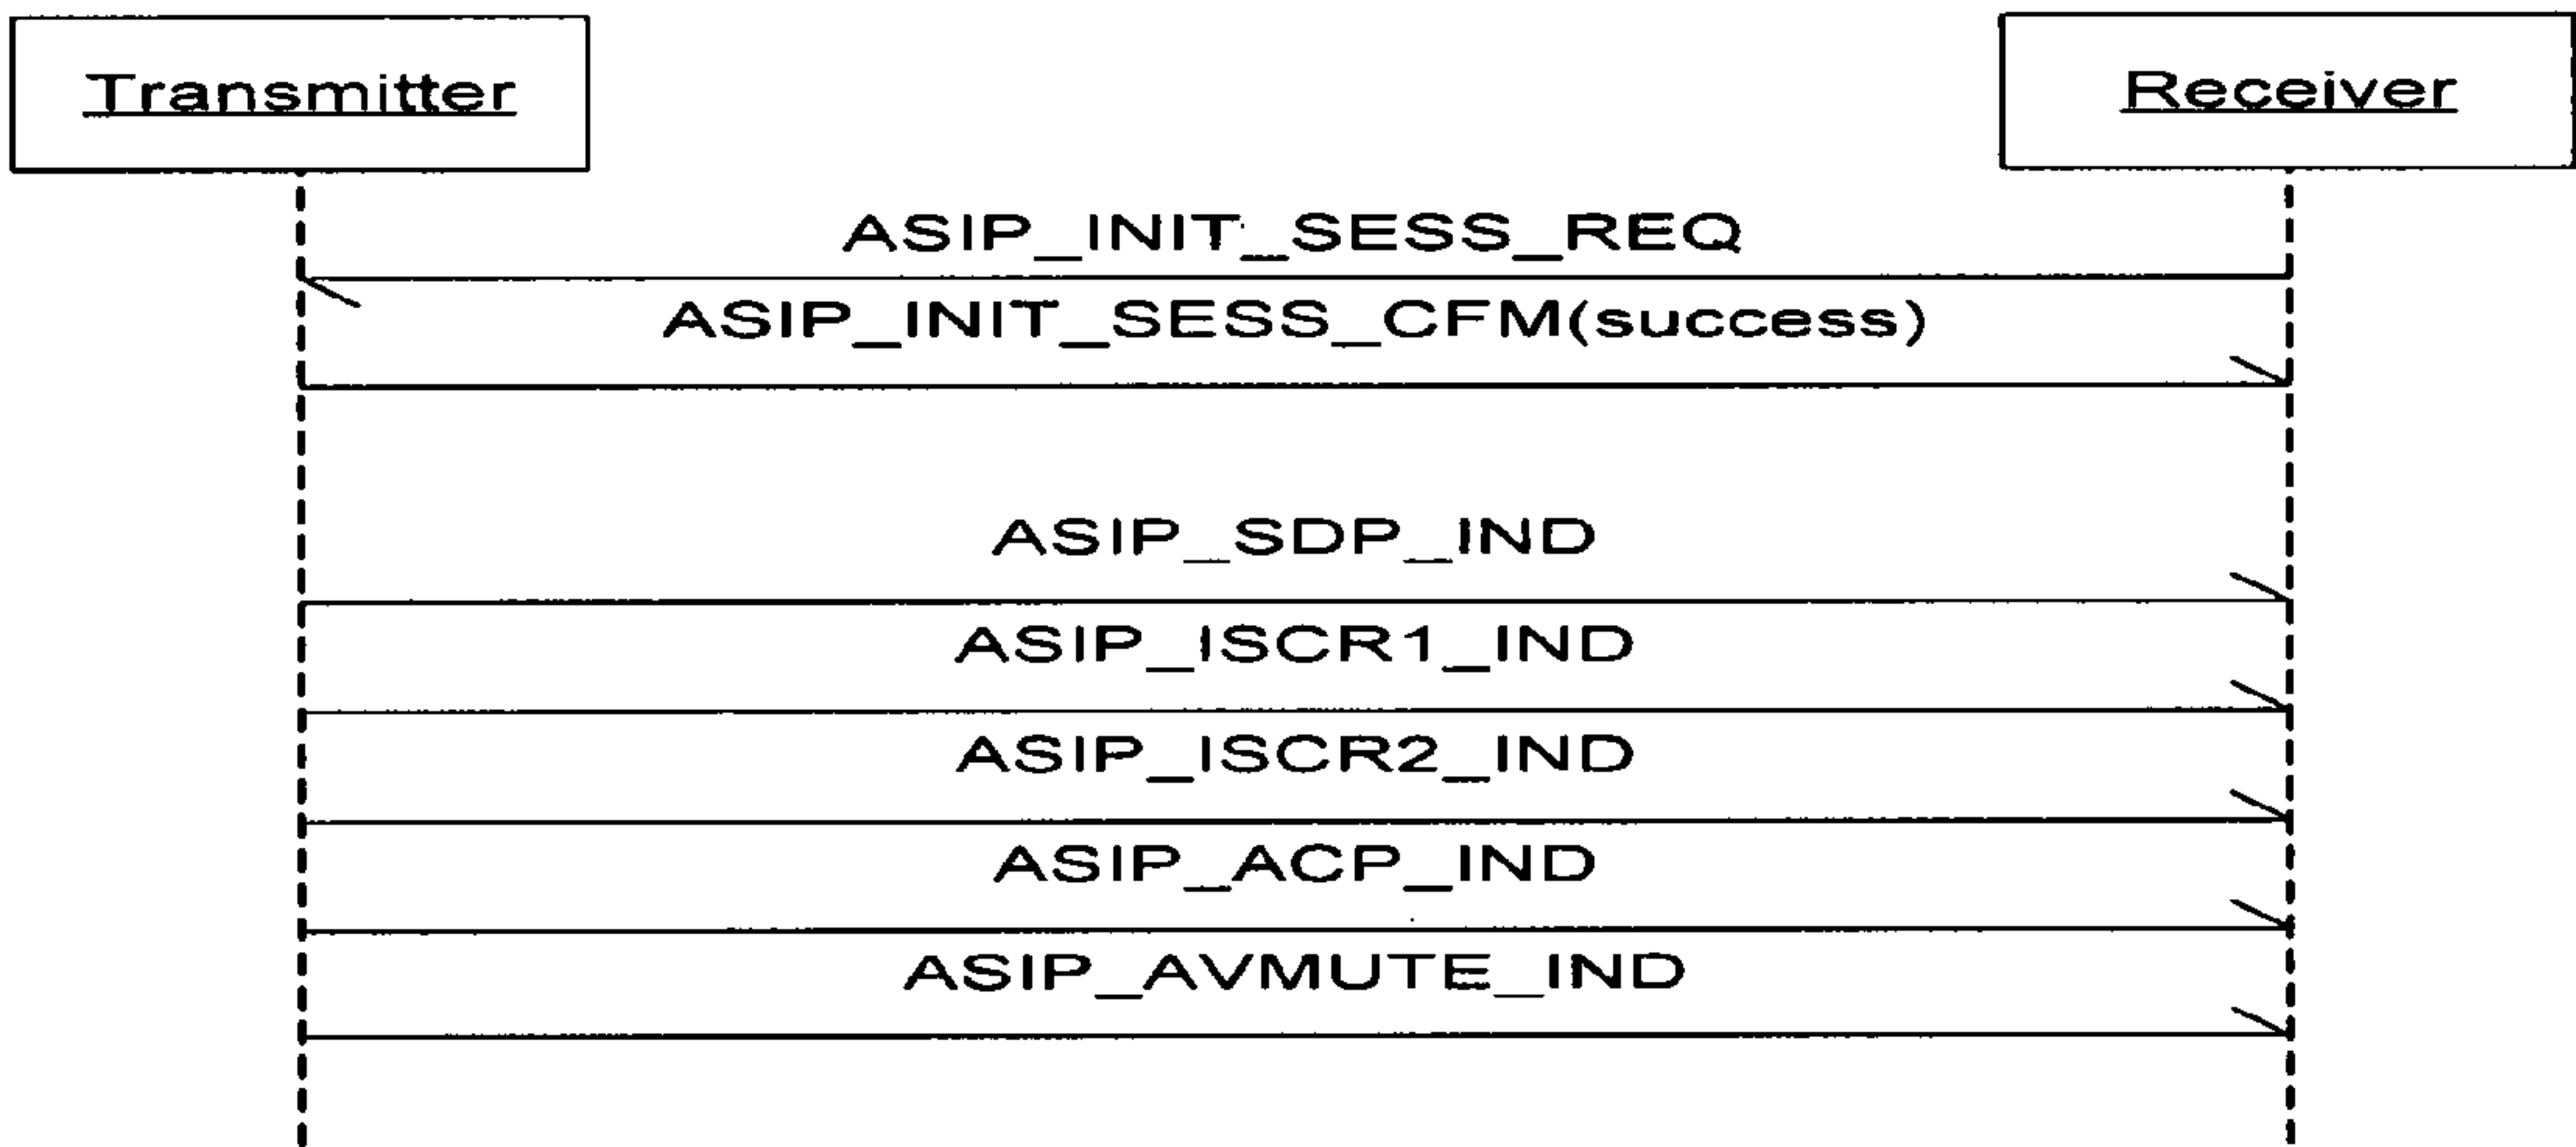 Transmitter
Receiver
ASIP_INIT_SESS_REQ
ASIP_INIT_SESS_CFM(success)
ASIP_SDP_IND
ASIP_ISCR1_IND
ASIP_ISCR2_IND
ASIP_ACP_IND
ASIP_AVMUTE_IND